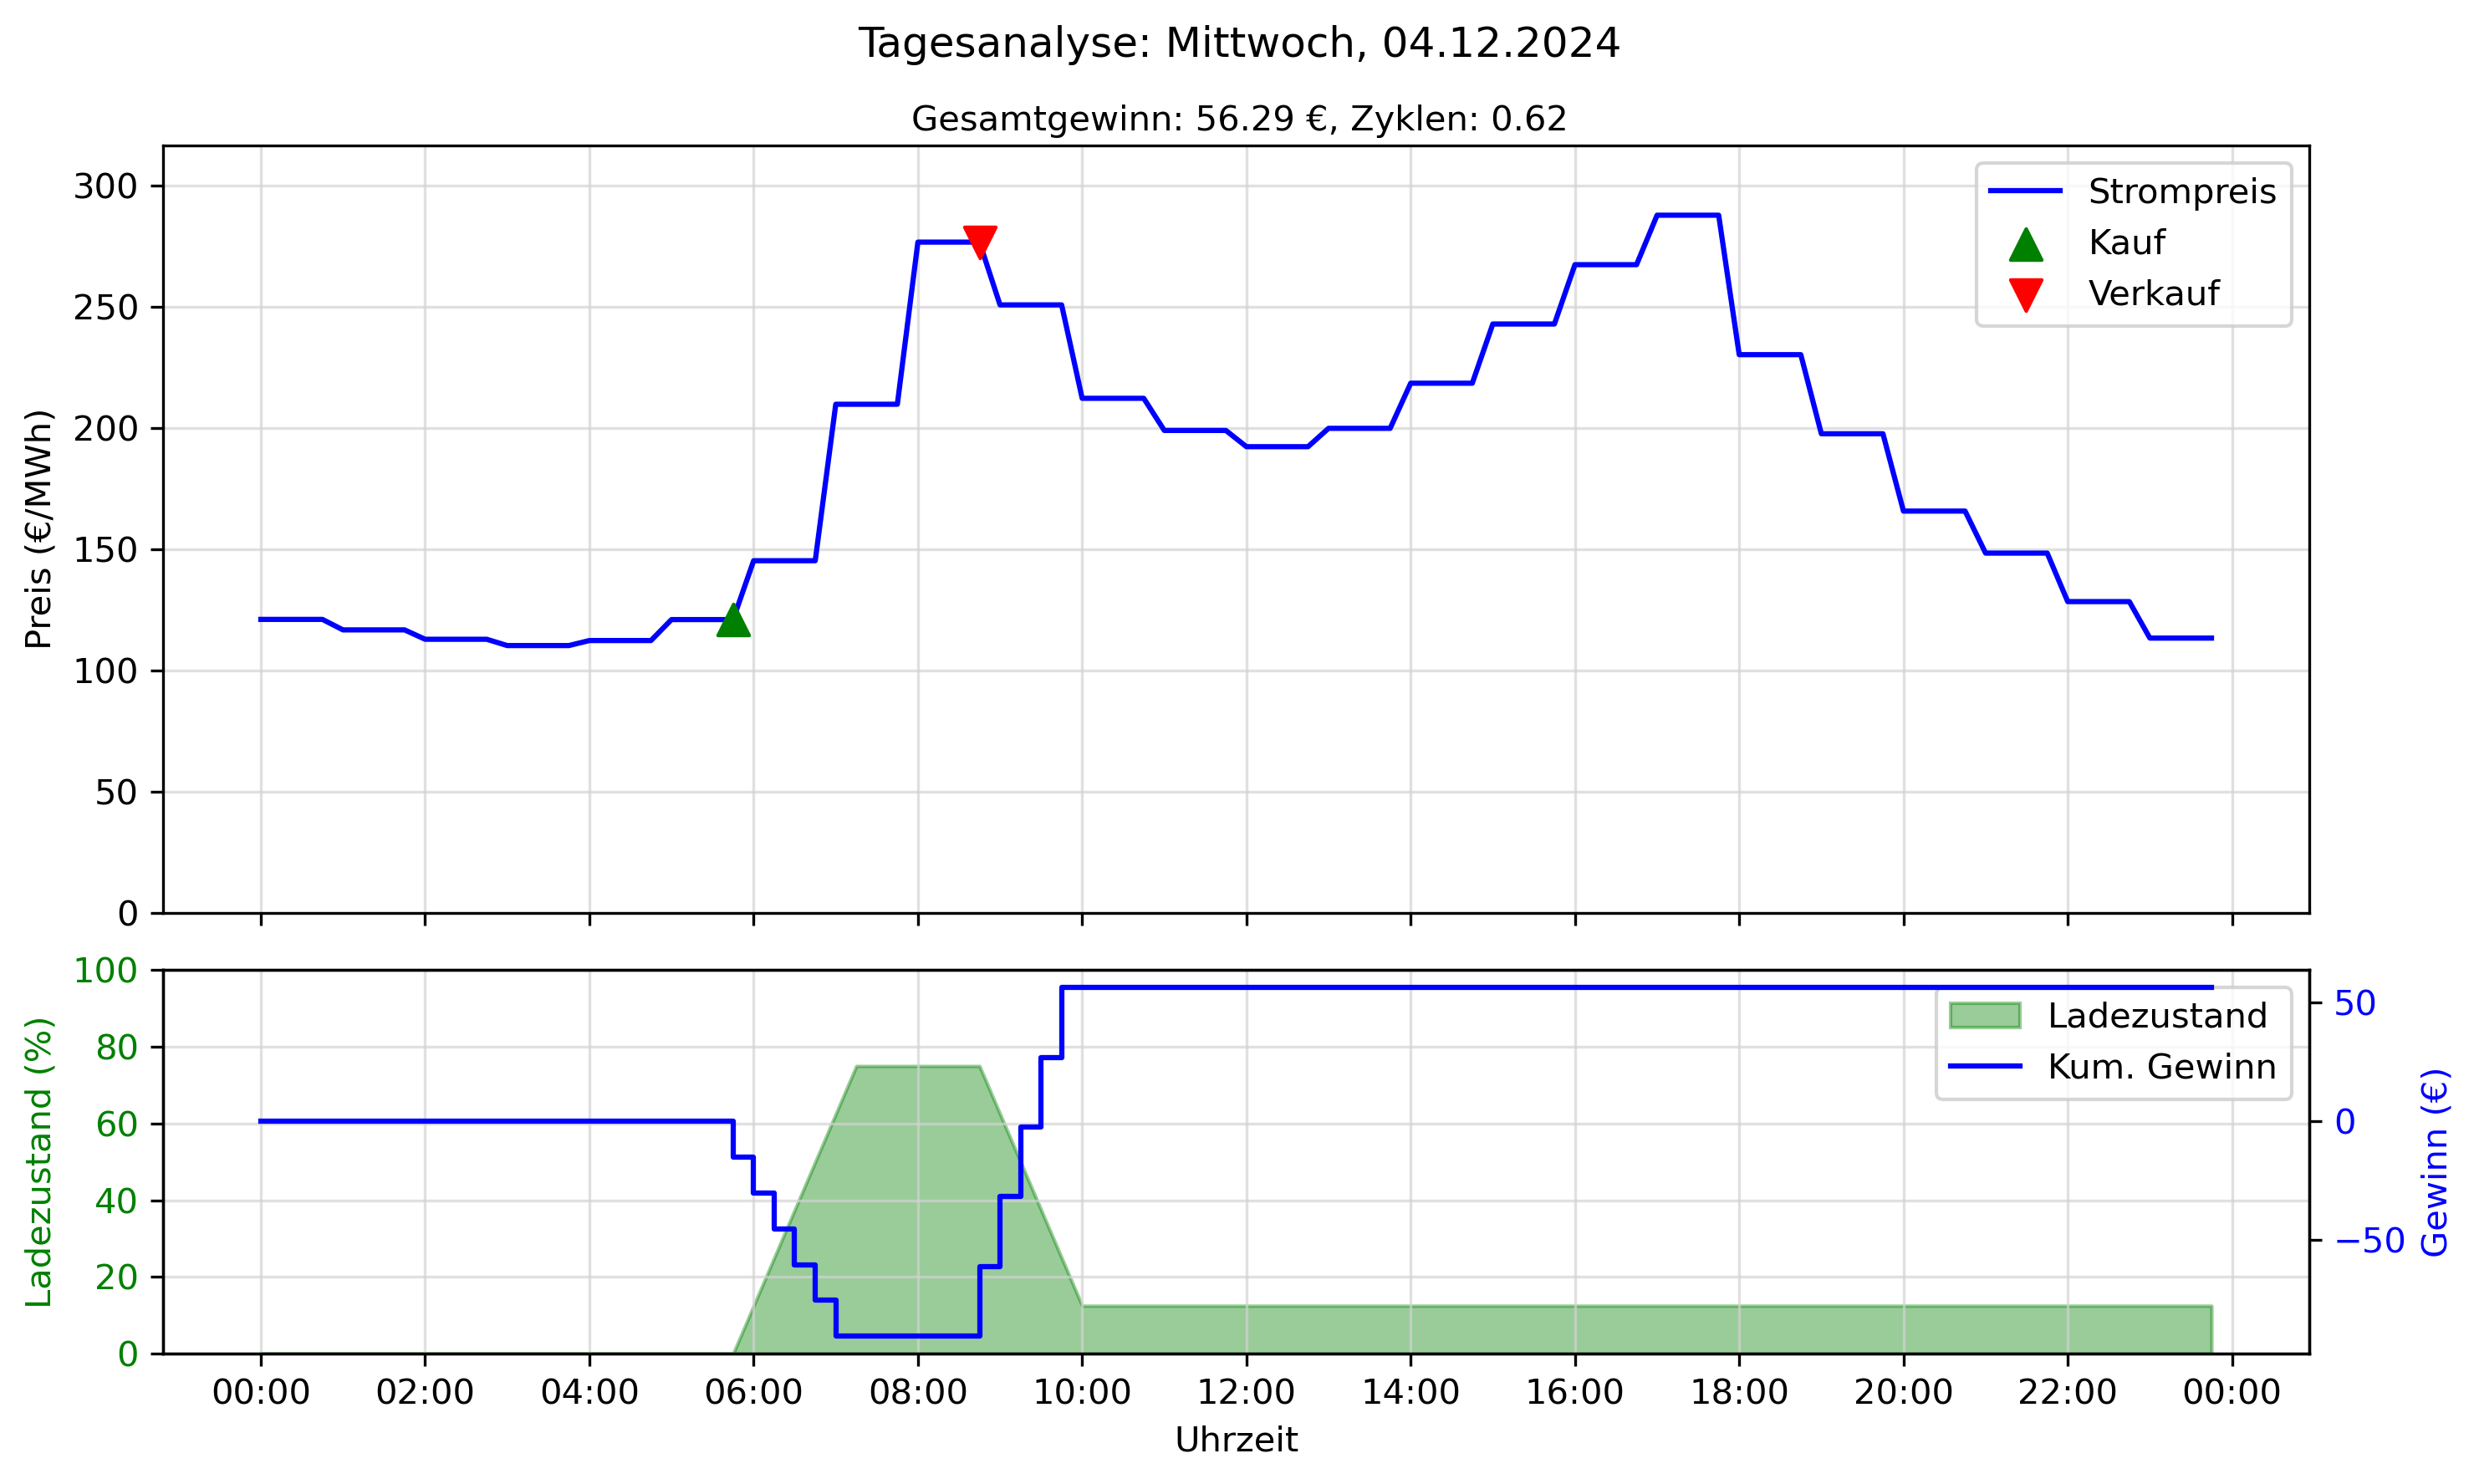 Tagesanalyse: Mittwoch, 04.12.2024
Gesamtgewinn: 56.29 €, Zyklen: 0.62
Preis (€/MWh)
300
250
200
150
100
50
0
Strompreis
Kauf
Verkauf
Ladezustand (%)
100
80
60
40
20
0
Ladezustand
Kum. Gewinn
50
0
−50
Gewinn (€)
00:00 02:00 04:00 06:00 08:00 10:00 12:00 14:00 16:00 18:00 20:00 22:00 00:00
Uhrzeit